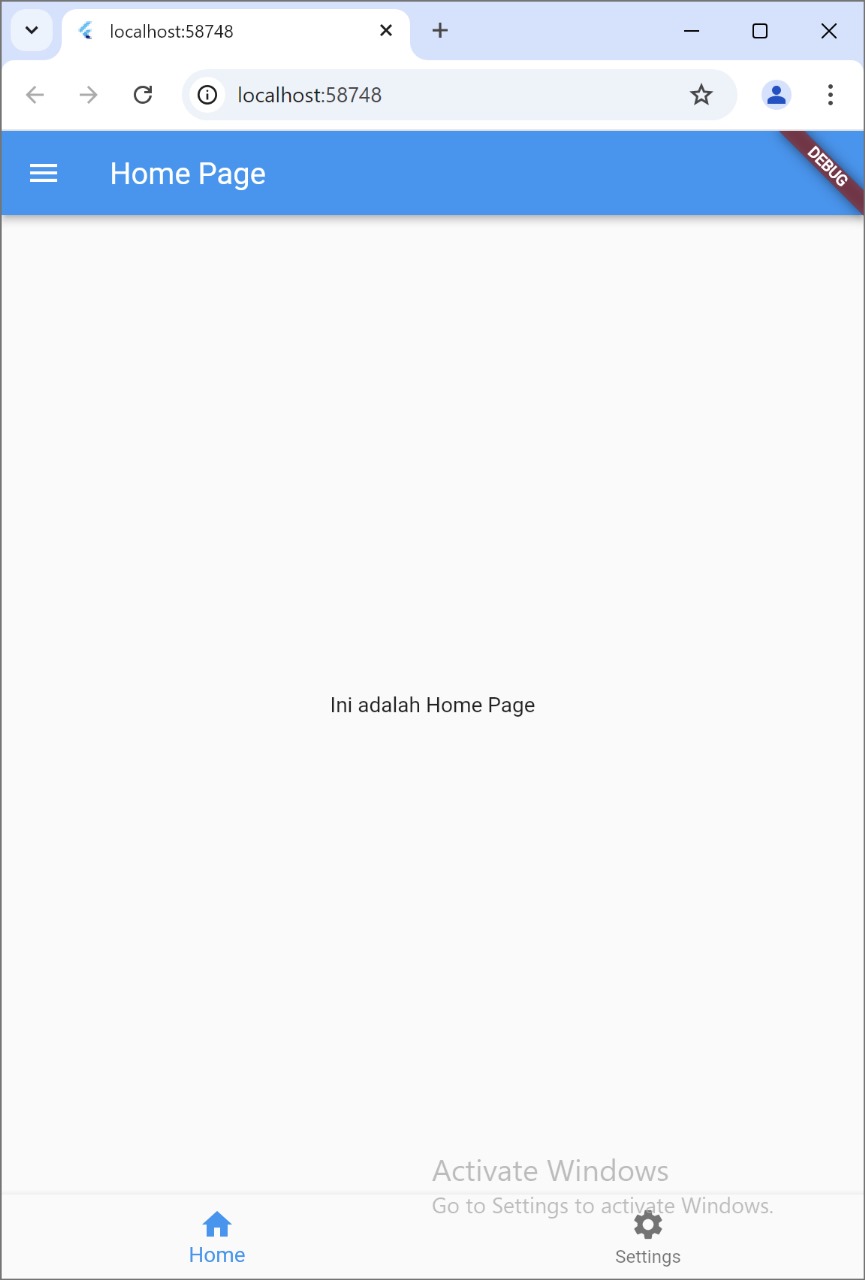 localhost:58748
localhost:58748
Home Page
DEBUG
Ini adalah Home Page
Activate Windows
Go to Settings to activate Windows.
Home
Settings